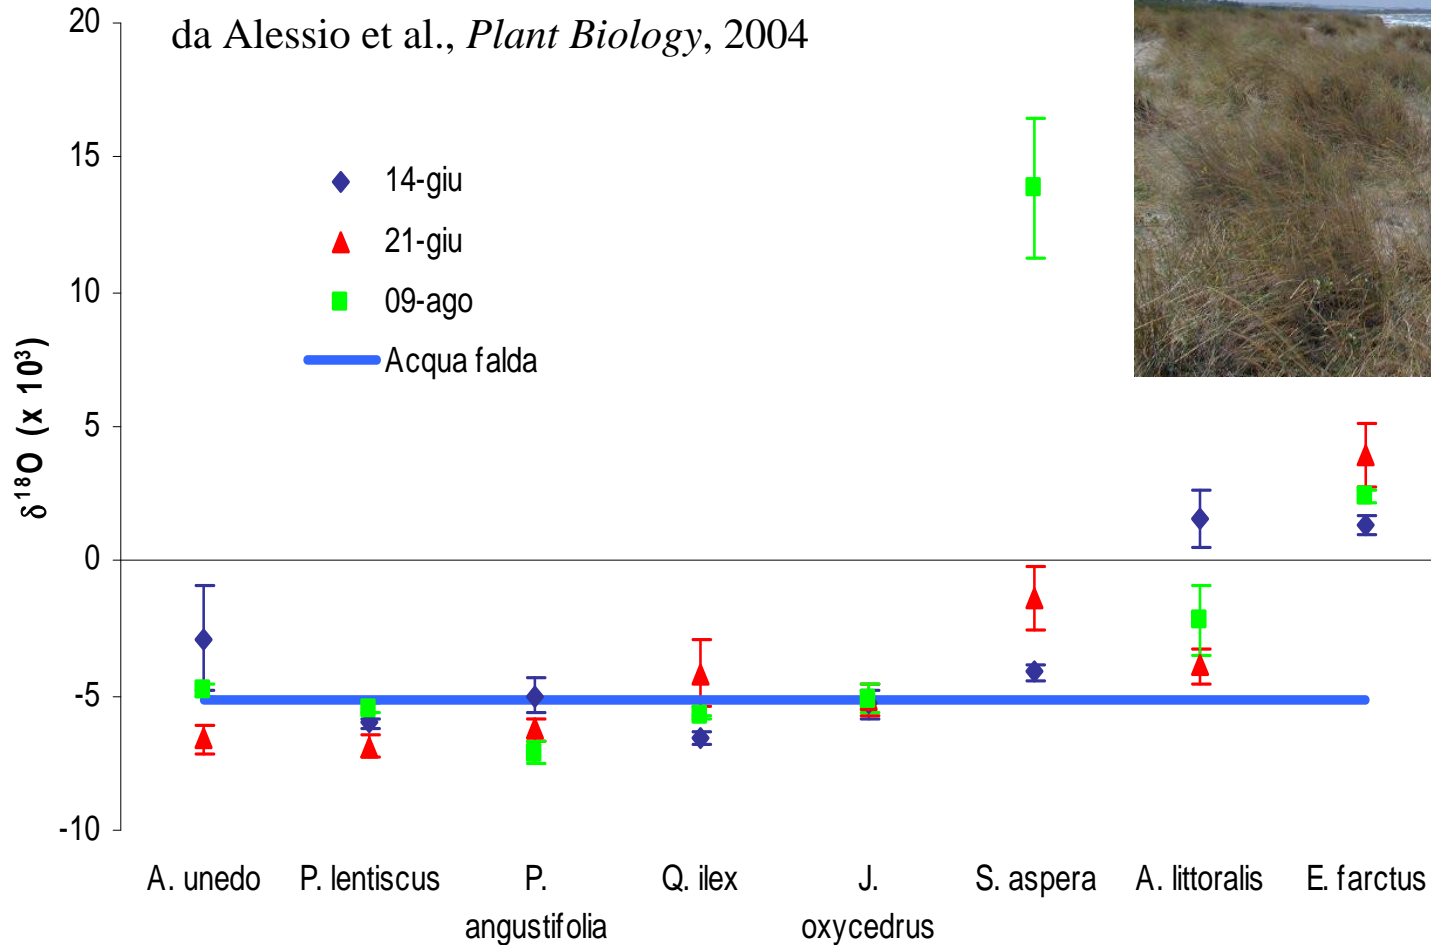 da Alessio et al., Plant Biology, 2004
20
15
10
5
0
-5
-10
δ¹⁸O (x 10³)
14-giu
21-giu
09-ago
Acqua falda
A. unedo
P. lentiscus
P.
angustifolia
Q. ilex
J.
oxycedrus
S. aspera
A. littoralis
E. farctus